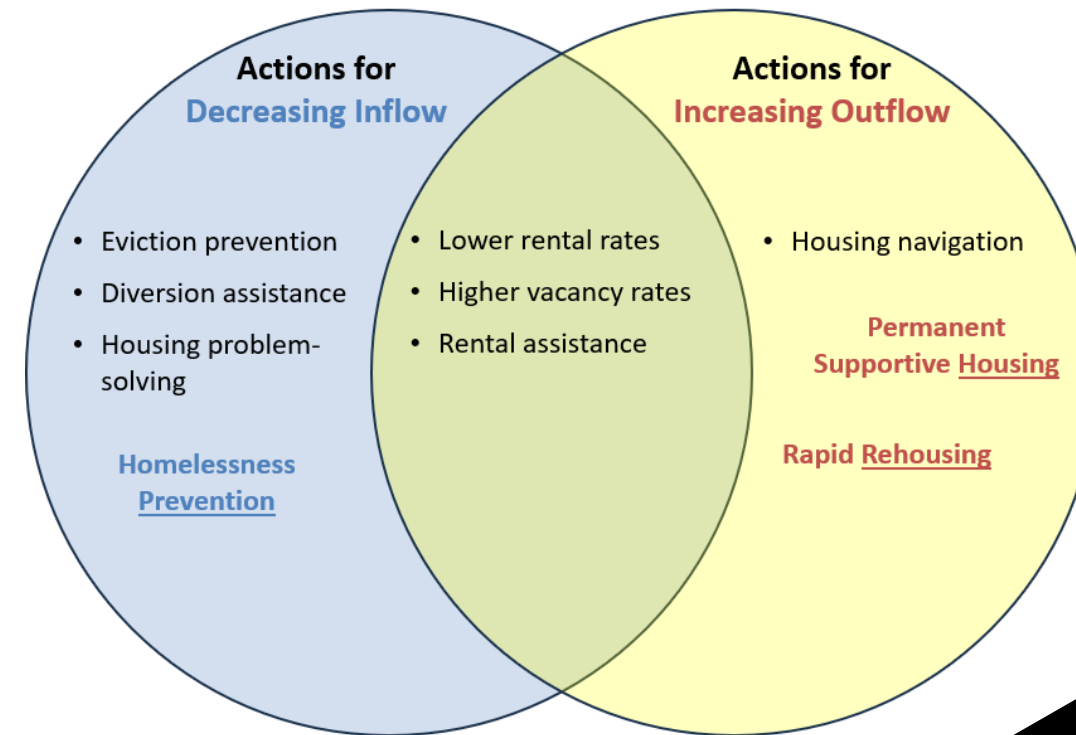 Actions for
Decreasing Inflow
• Eviction prevention
• Diversion assistance
• Housing problem-
solving
Homelessness
Prevention
• Lower rental rates
• Higher vacancy rates
• Rental assistance
Actions for
Increasing Outflow
• Housing navigation
Permanent
Supportive Housing
Rapid Rehousing